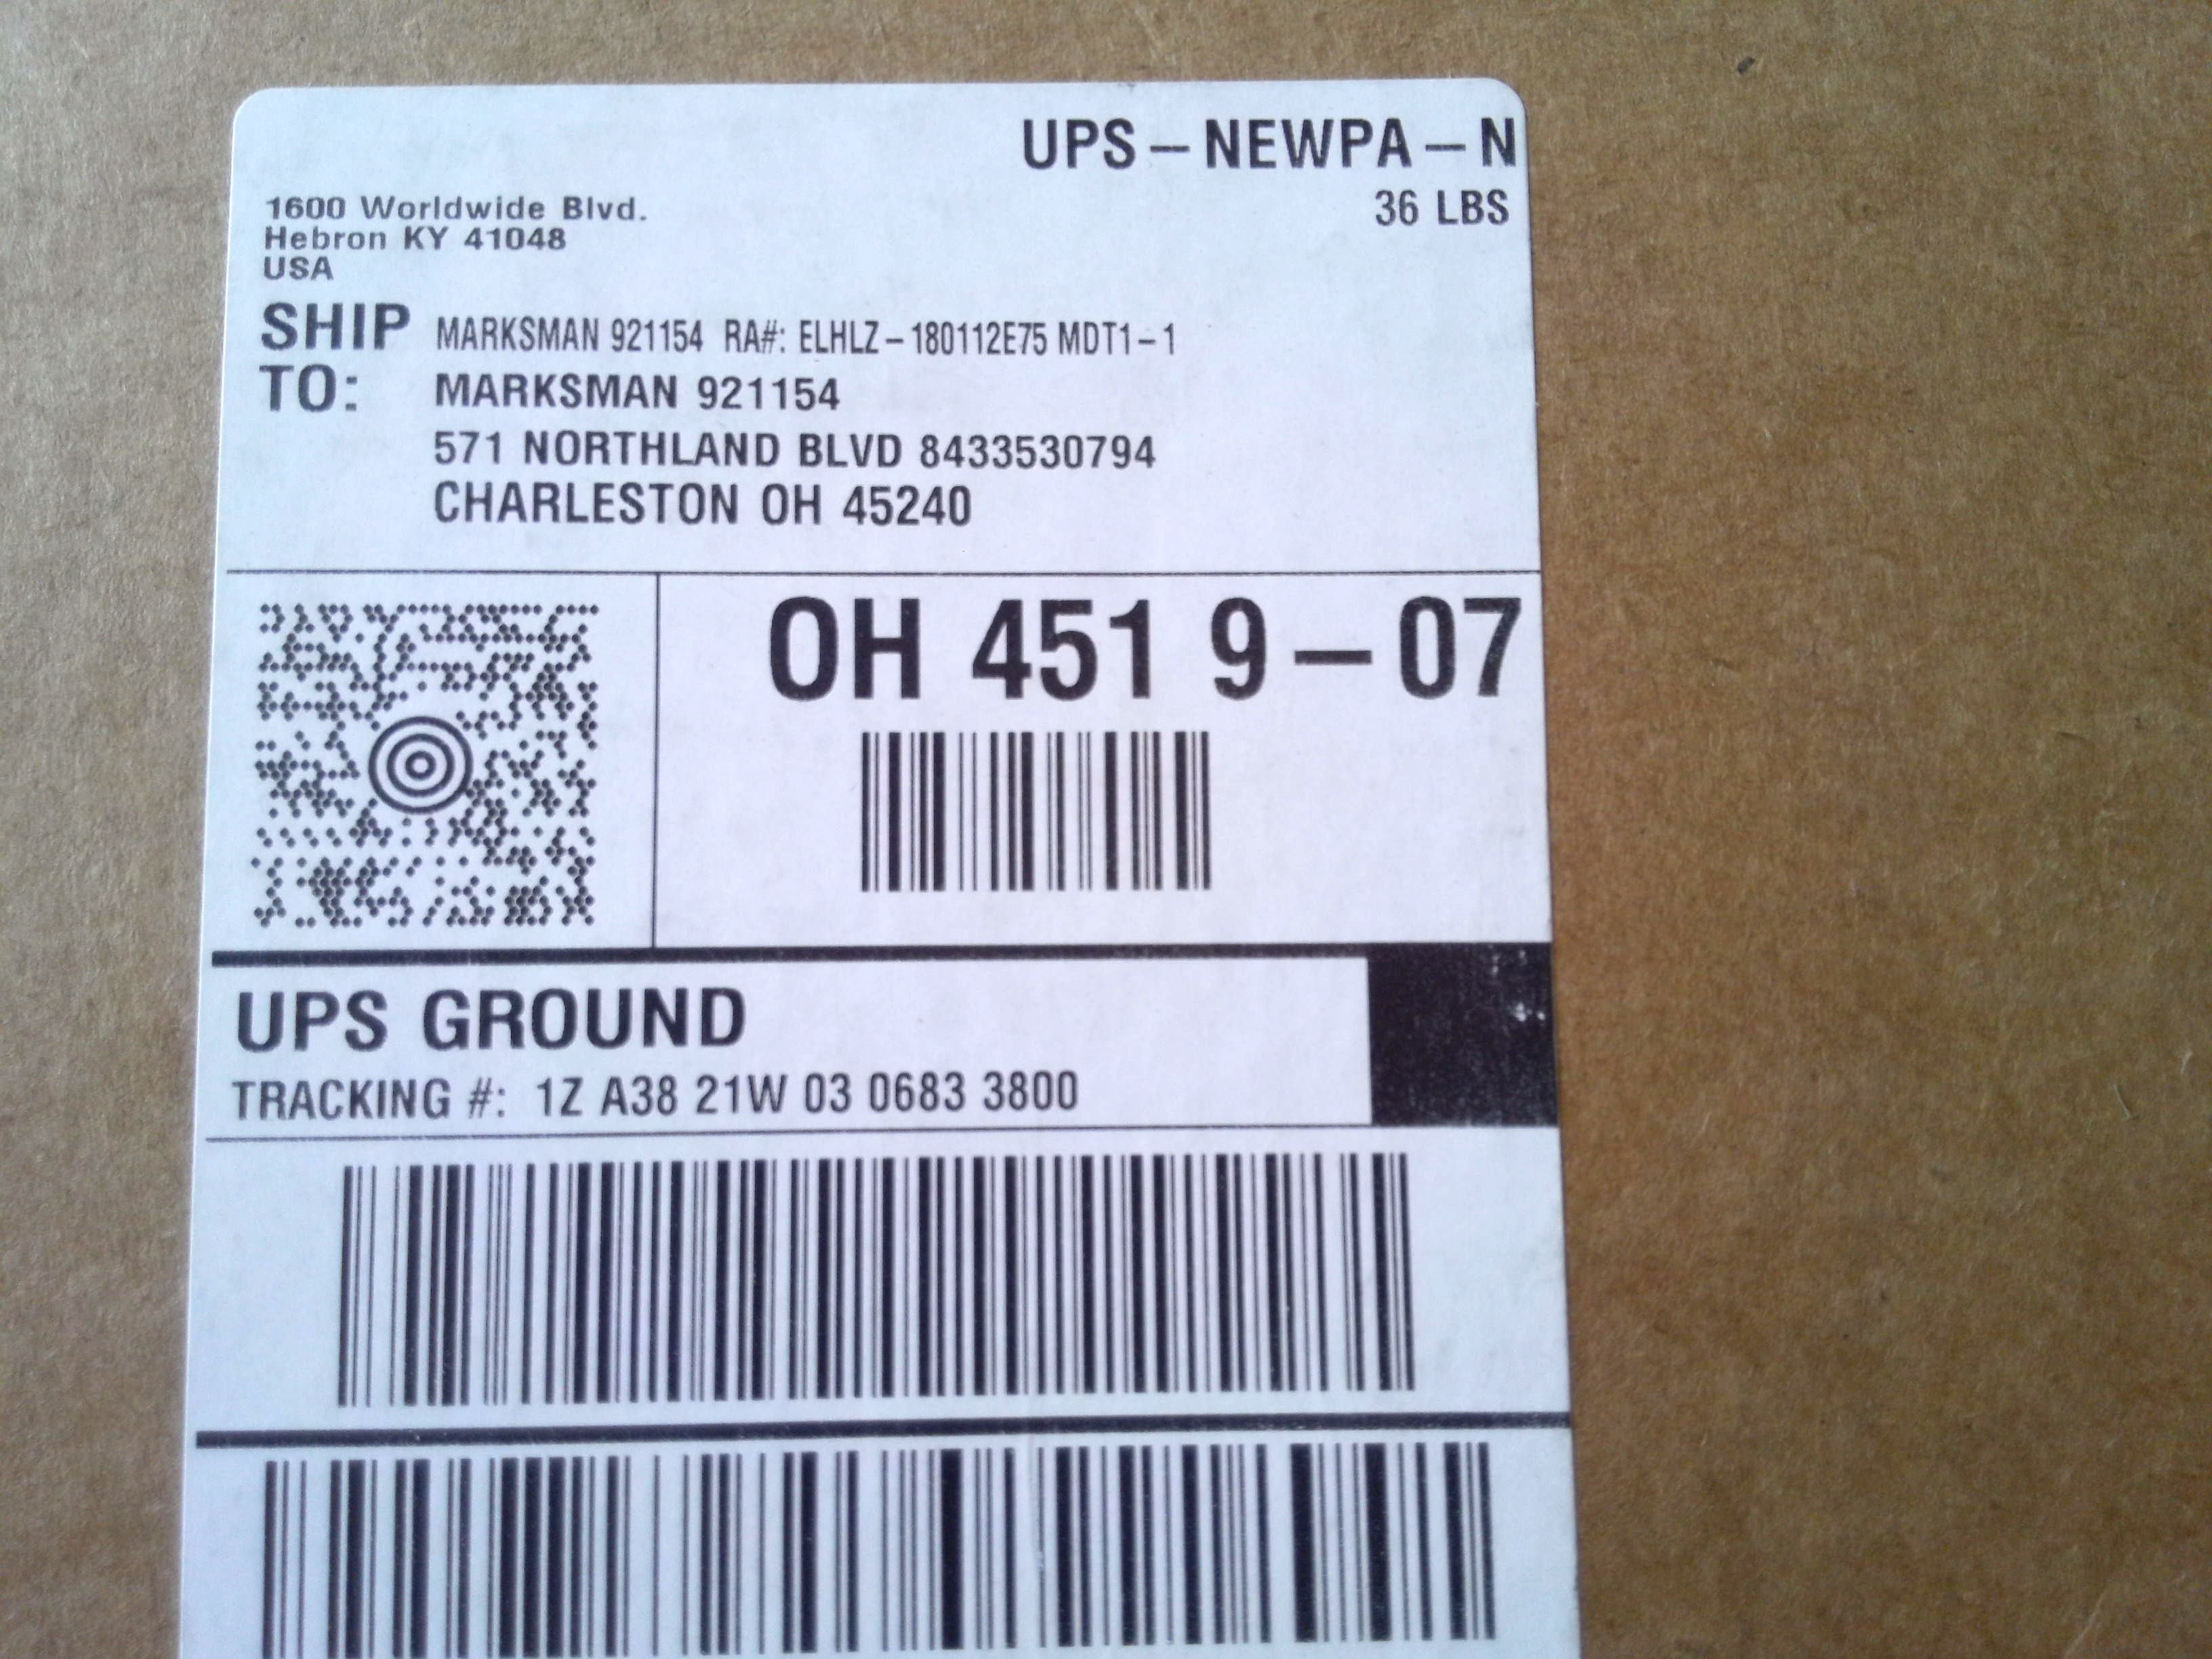 UPS – NEWPA – N
36 LBS
1600 Worldwide Blvd.
Hebron KY 41048
USA
SHIP TO:
MARKSMAN 921154 RA#: ELHLZ – 180112E75 MDT1 – 1
MARKSMAN 921154
571 NORTHLAND BLVD 8433530794
CHARLESTON OH 45240
OH 451 9 – 07
UPS GROUND
TRACKING #: 1Z A38 21W 03 0683 3800